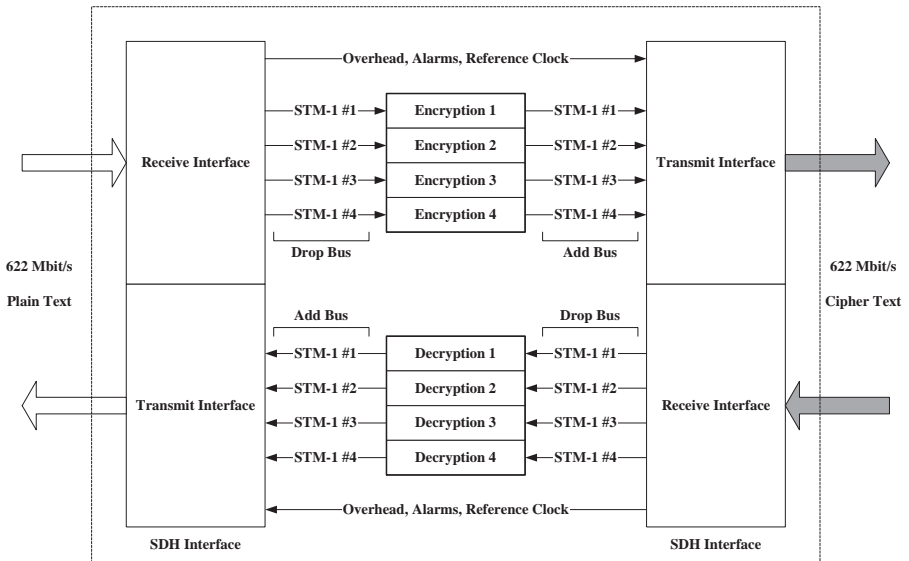 Overhead, Alarms, Reference Clock
STM-1 #1 Encryption 1 STM-1 #1
STM-1 #2 Encryption 2 STM-1 #2
Receive Interface Transmit Interface
STM-1 #3 Encryption 3 STM-1 #3
STM-1 #4 Encryption 4 STM-1 #4
Drop Bus Add Bus
622 Mbit/s 622 Mbit/s
Plain Text Cipher Text
Add Bus Drop Bus
STM-1 #1 Decryption 1 STM-1 #1
STM-1 #2 Decryption 2 STM-1 #2
Transmit Interface Receive Interface
STM-1 #3 Decryption 3 STM-1 #3
STM-1 #4 Decryption 4 STM-1 #4
Overhead, Alarms, Reference Clock
SDH Interface SDH Interface